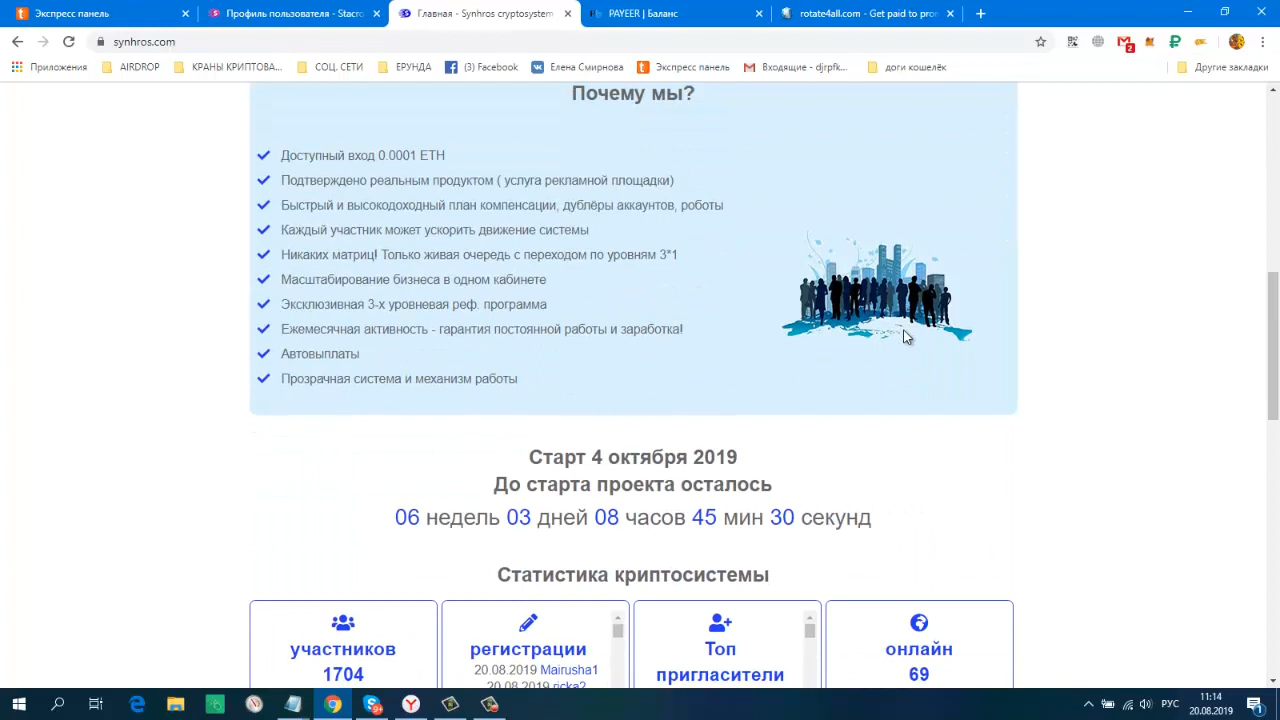 Экспресс панель
Профиль пользователя - Stacro
Главная - Synhros cryptosystem
PAYEER | Баланс
rotate4all.com - Get paid to pron
synhros.com
2
Приложения
AIRDROP
КРАНЫ КРИПТОВА...
СОЦ. СЕТИ
ЕРУНДА
(3) Facebook
Елена Смирнова
Экспресс панель
Входящие - djrpfk...
доги кошелёк
Другие закладки
Почему мы?
Доступный вход 0.0001 ETH
Подтверждено реальным продуктом ( услуга рекламной площадки)
Быстрый и высокодоходный план компенсации, дублёры аккаунтов, роботы
Каждый участник может ускорить движение системы
Никаких матриц! Только живая очередь с переходом по уровням 3*1
Масштабирование бизнеса в одном кабинете
Эксклюзивная 3-х уровневая реф. программа
Ежемесячная активность - гарантия постоянной работы и заработка!
Автовыплаты
Прозрачная система и механизм работы
Старт 4 октября 2019
До старта проекта осталось
06 недель 03 дней 08 часов 45 мин 30 секунд
Статистика криптосистемы
участников
1704
регистрации
20.08.2019 Mairusha1
20.08.2019 ricka2
Топ
пригласители
онлайн
69
РУС
11:14
20.08.2019